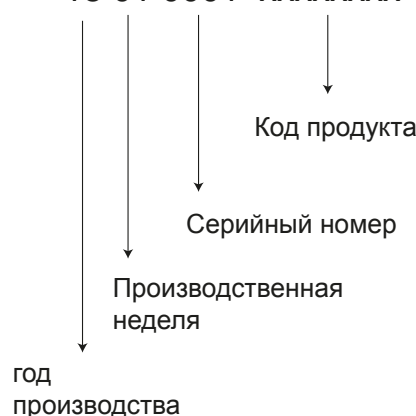 Код продукта
Серийный номер
Производственная
неделя
год
производства